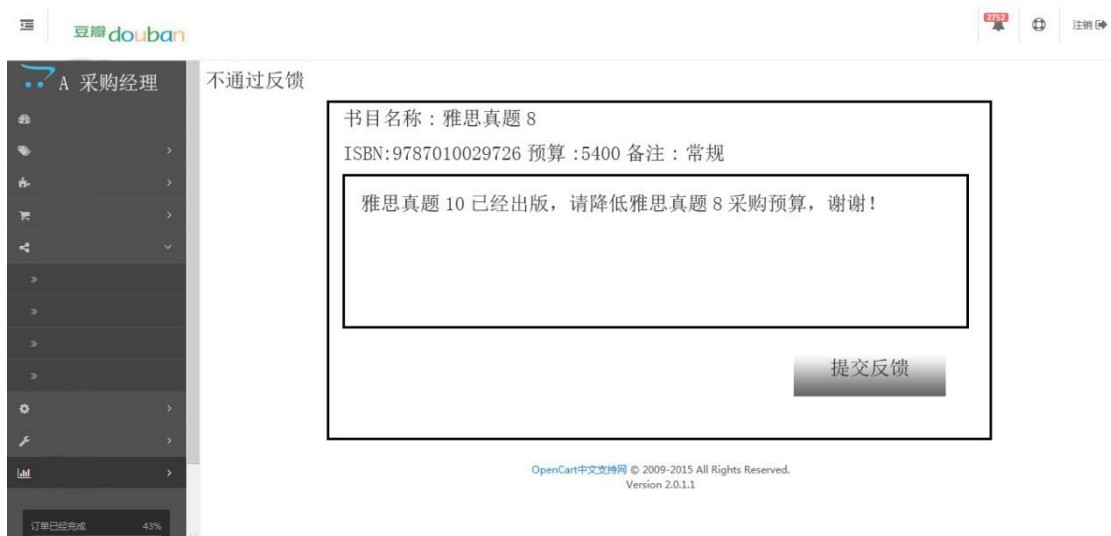 豆瓣douban
2752
注销
A 采购经理
不通过反馈
书目名称：雅思真题 8
ISBN:9787010029726 预算 :5400 备注：常规
雅思真题 10 已经出版，请降低雅思真题 8 采购预算，谢谢！
提交反馈
OpenCart中文支持网 © 2009-2015 All Rights Reserved.
Version 2.0.1.1
订单已经完成 43%